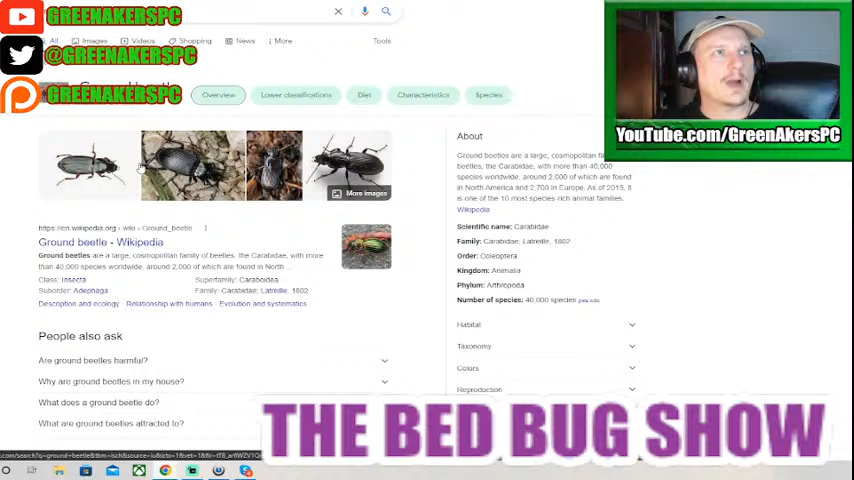 GREENAKERSPC
@GREENAKERSPC
GREENAKERSPC
All
Images
Videos
Shopping
News
More
Tools
Overview
Lower classifications
Diet
Characteristics
Species
More images
YouTube.com/GreenAkersPC
https://en.wikipedia.org › wiki › Ground_beetle
Ground beetle - Wikipedia
Ground beetles are a large, cosmopolitan family of beetles, the Carabidae, with more
than 40,000 species worldwide, around 2,000 of which are found in North ...
Class: Insecta
Superfamily: Caraboidea
Suborder: Adephaga
Family: Carabidae; Latreille, 1802
Description and ecology · Relationship with humans · Evolution and systematics
People also ask
Are ground beetles harmful?
Why are ground beetles in my house?
What does a ground beetle do?
What are ground beetles attracted to?
About
Ground beetles are a large, cosmopolitan
beetles, the Carabidae, with more than 40,000
species worldwide, around 2,000 of which are found
in North America and 2,700 in Europe. As of 2015, it
is one of the 10 most species-rich animal families.
Wikipedia
Scientific name: Carabidae
Family: Carabidae; Latreille, 1802
Order: Coleoptera
Kingdom: Animalia
Phylum: Arthropoda
Number of species: 40,000 species
Habitat
Taxonomy
Colors
Reproduction
THE BED BUG SHOW